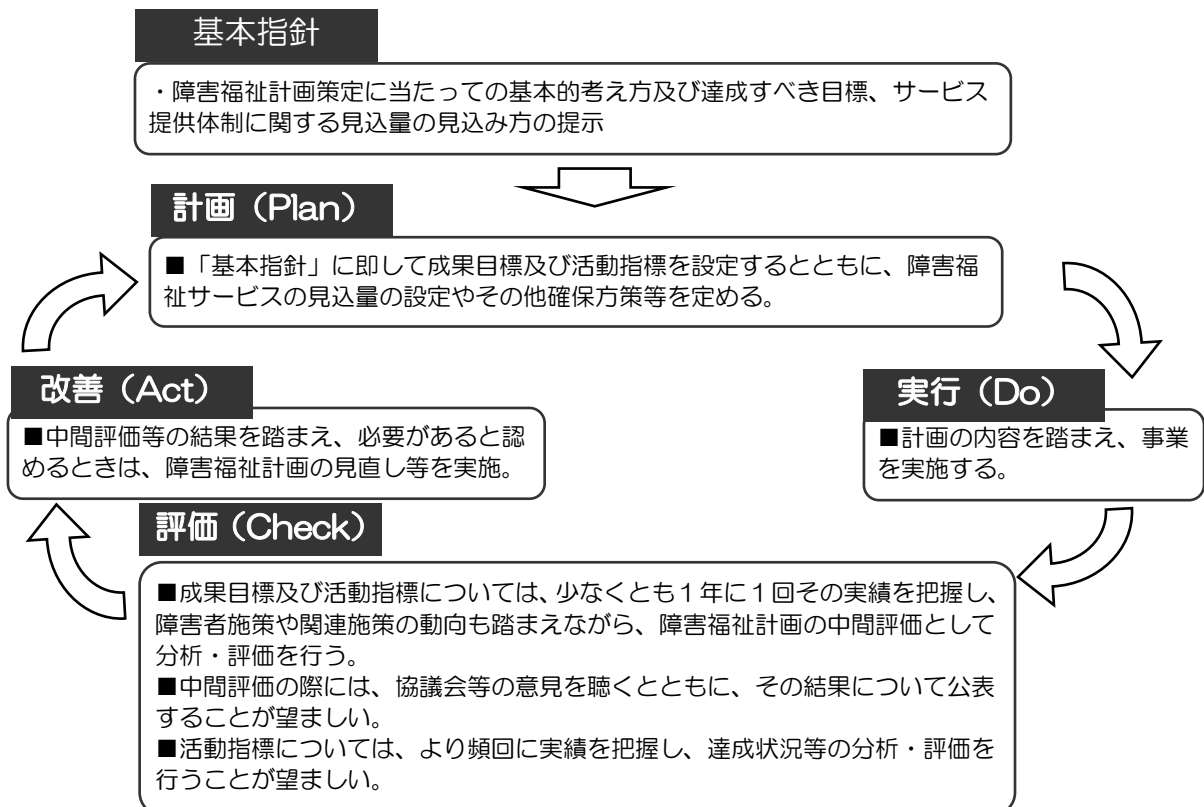 基本指針
・障害福祉計画策定に当たっての基本的考え方及び達成すべき目標、サービス
提供体制に関する見込量の見込み方の提示
計画（Plan）
■「基本指針」に即して成果目標及び活動指標を設定するとともに、障害福
祉サービスの見込量の設定やその他確保方策等を定める。
改善（Act）
■中間評価等の結果を踏まえ、必要があると認
めるときは、障害福祉計画の見直し等を実施。
実行（Do）
■計画の内容を踏まえ、事業
を実施する。
評価（Check）
■成果目標及び活動指標については、少なくとも１年に１回その実績を把握し、
障害者施策や関連施策の動向も踏まえながら、障害福祉計画の中間評価として
分析・評価を行う。
■中間評価の際には、協議会等の意見を聴くとともに、その結果について公表
することが望ましい。
■活動指標については、より頻回に実績を把握し、達成状況等の分析・評価を
行うことが望ましい。